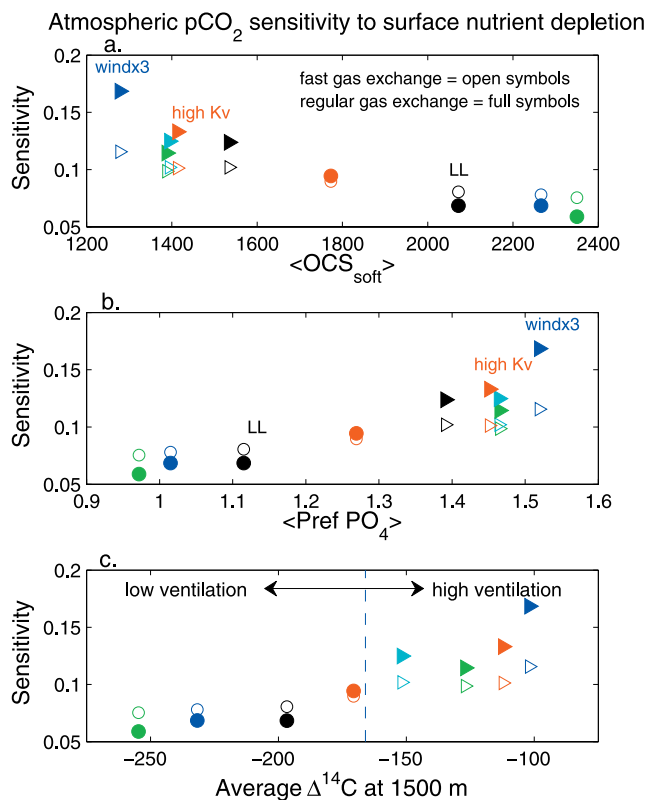 Atmospheric pCO2 sensitivity to surface nutrient depletion
a.
0.2
windx3
fast gas exchange = open symbols
regular gas exchange = full symbols
0.15
high Kv
0.1
LL
0.05
1200 1400 1600 1800 2000 2200 2400
Sensitivity
<OCSsoft>
b.
0.2
windx3
0.15
high Kv
0.1
LL
0.05
0.9 1 1.1 1.2 1.3 1.4 1.5 1.6
Sensitivity
<Pref PO4>
c.
0.2
low ventilation high ventilation
0.15
0.1
0.05
−250 −200 −150 −100
Sensitivity
Average Δ14C at 1500 m